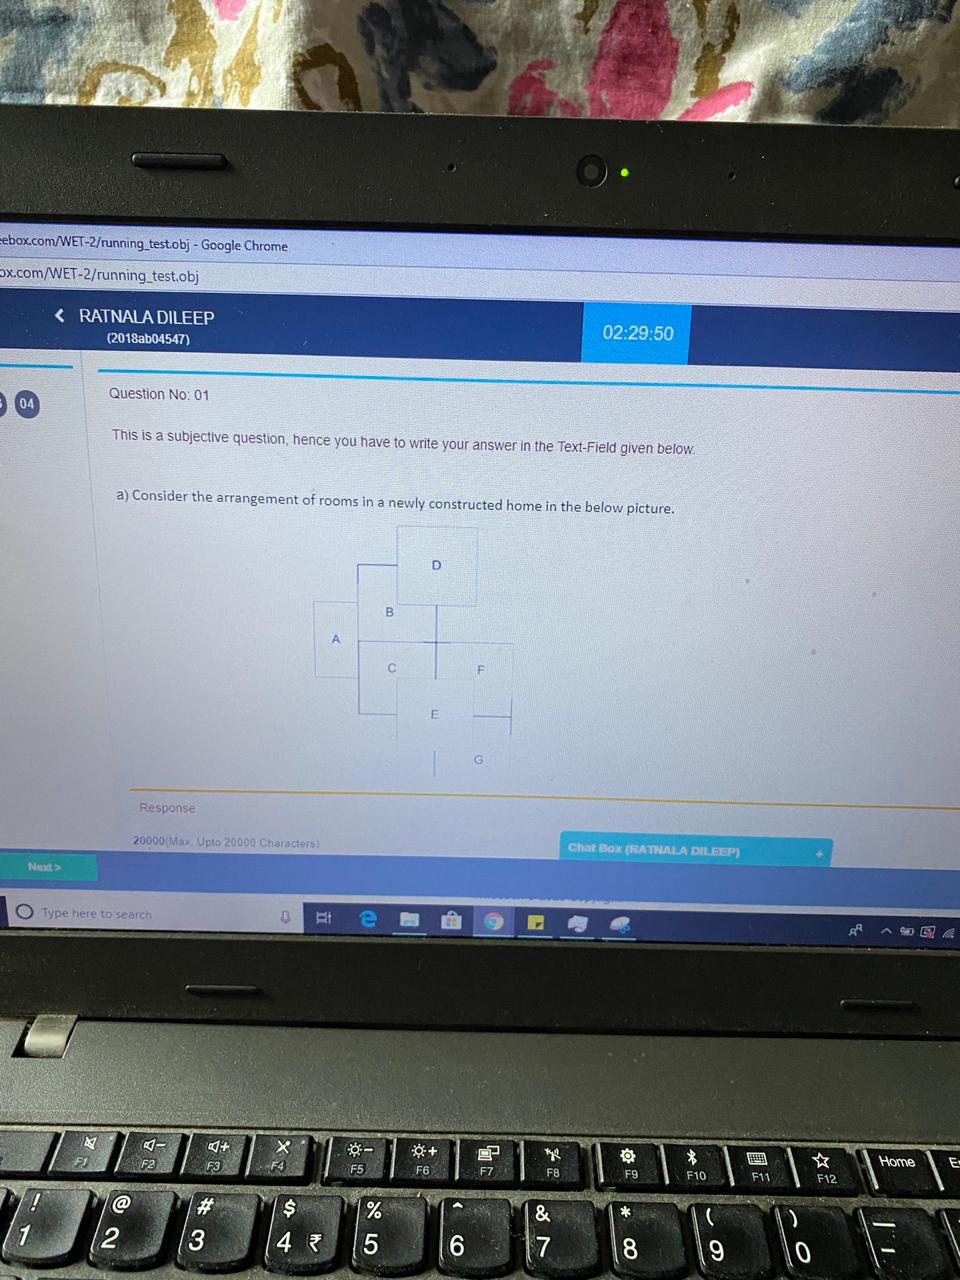 ebox.com/WET-2/running_test.obj - Google Chrome
ox.com/WET-2/running_test.obj
< RATNALA DILEEP
(2018ab04547)
02:29:50
04
Question No: 01
This is a subjective question, hence you have to write your answer in the Text-Field given below.
a) Consider the arrangement of rooms in a newly constructed home in the below picture.
D
B
A
C
F
E
G
Response
20000(Max. Upto 20000 Characters)
Chat Box (RATNALA DILEEP) +
Next >
Type here to search
F1 F2 F3 F4 F5 F6 F7 F8 F9 F10 F11 F12 Home
! @ # $ % ^ & * ( )
1 2 3 4 ₹ 5 6 7 8 9 0 -